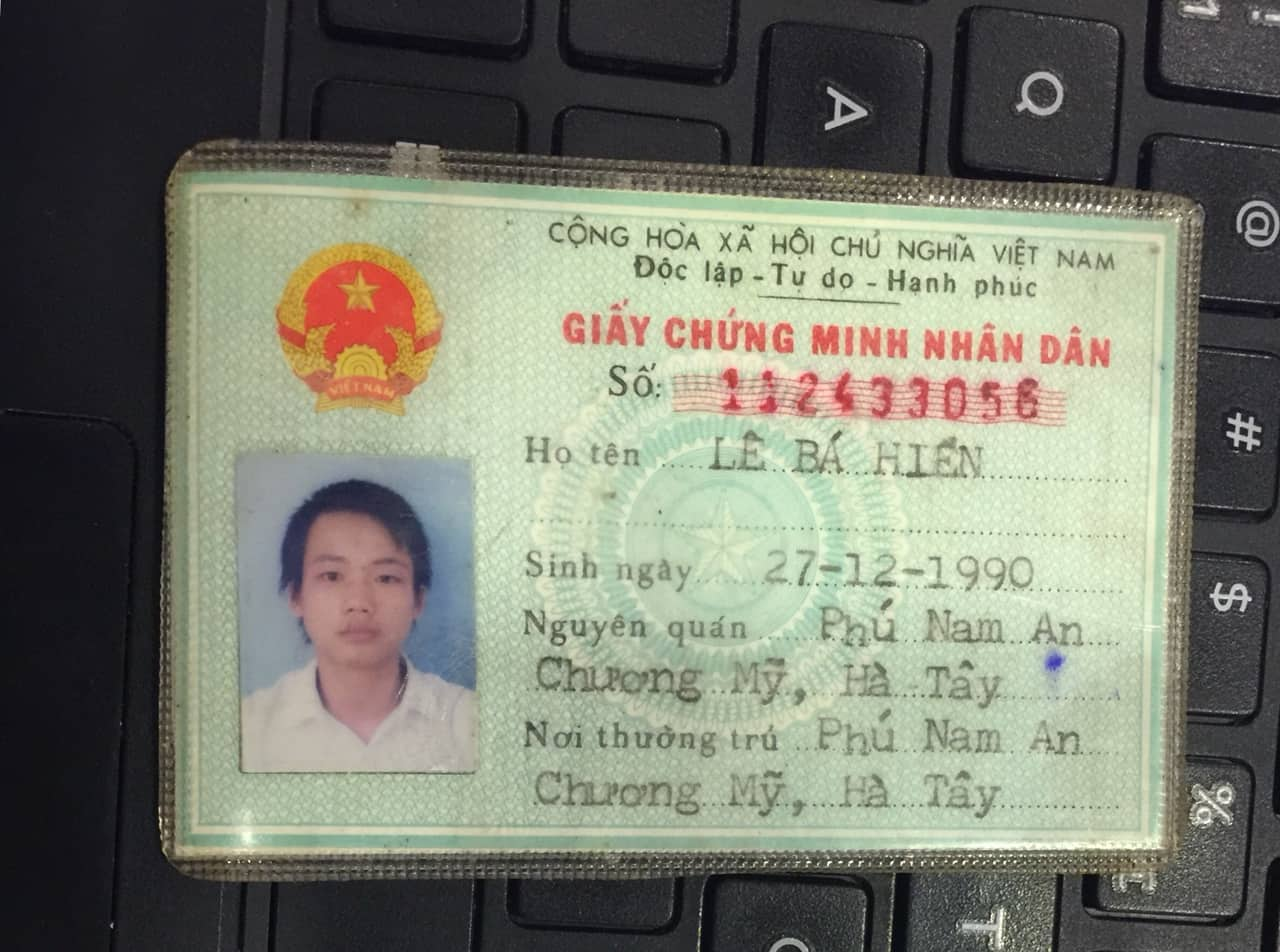 CỘNG HÒA XÃ HỘI CHỦ NGHĨA VIỆT NAM
Độc lập - Tự do - Hạnh phúc
GIẤY CHỨNG MINH NHÂN DÂN
Số: 112433056
Họ tên LÊ BÁ HIỀN
Sinh ngày 27-12-1990
Nguyên quán Phú Nam An
Chương Mỹ, Hà Tây
Nơi thường trú Phú Nam An
Chương Mỹ, Hà Tây
VIỆT NAM
A
Q
!
1
@
#
$
%
T